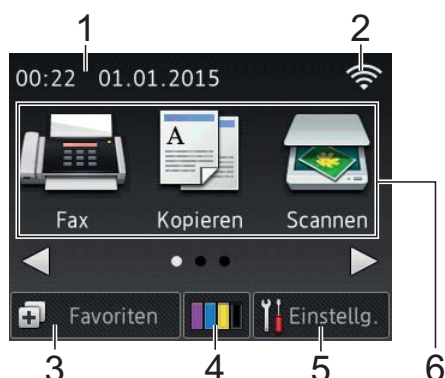 1 2
00:22 01.01.2015
A
Fax Kopieren Scannen
Favoriten Einstellg.
3 4 5 6